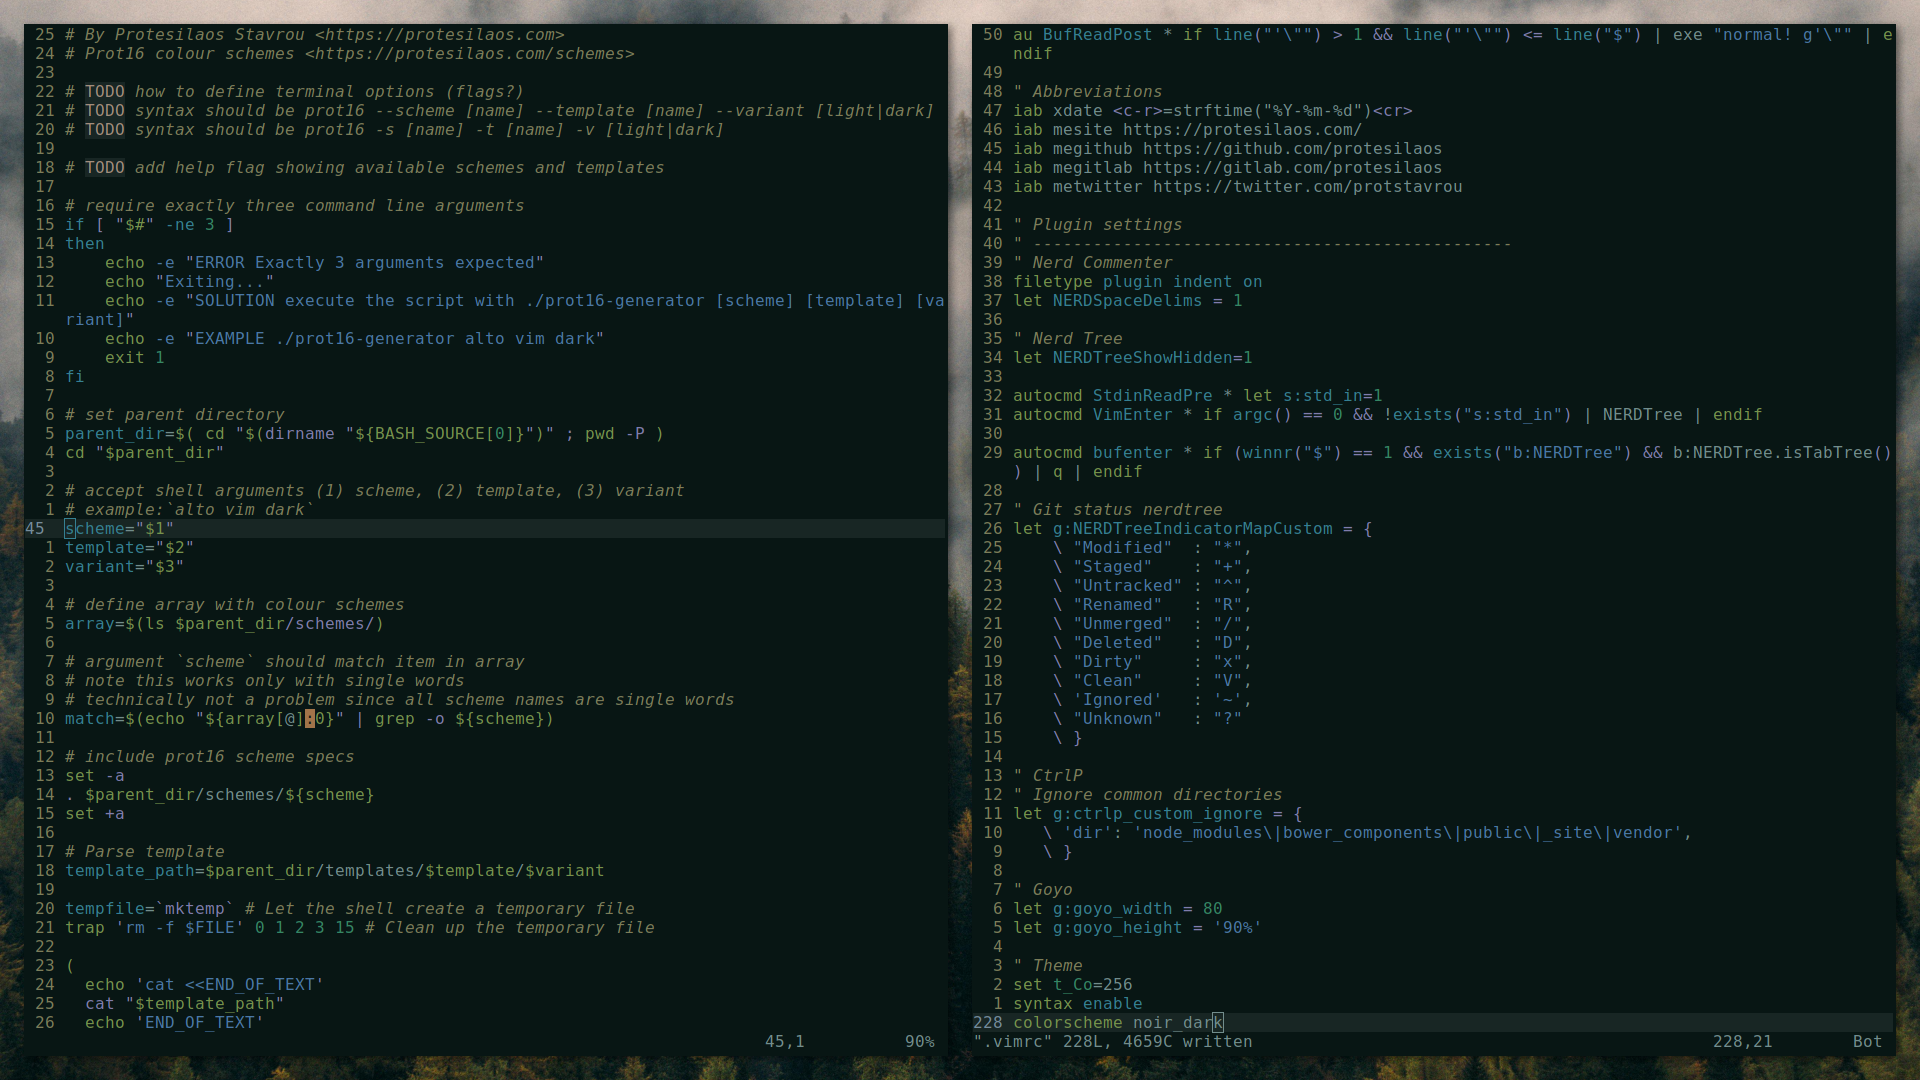 25 # By Protesilaos Stavrou <https://protesilaos.com>
24 # Prot16 colour schemes <https://protesilaos.com/schemes>
23
22 # TODO how to define terminal options (flags?)
21 # TODO syntax should be prot16 --scheme [name] --template [name] --variant [light|dark]
20 # TODO syntax should be prot16 -s [name] -t [name] -v [light|dark]
19
18 # TODO add help flag showing available schemes and templates
17
16 # require exactly three command line arguments
15 if [ "$#" -ne 3 ]
14 then
13     echo -e "ERROR Exactly 3 arguments expected"
12     echo "Exiting..."
11     echo -e "SOLUTION execute the script with ./prot16-generator [scheme] [template] [va
riant]"
10     echo -e "EXAMPLE ./prot16-generator alto vim dark"
9     exit 1
8 fi
7
6 # set parent directory
5 parent_dir=$( cd "$(dirname "${BASH_SOURCE[0]}")" ; pwd -P )
4 cd "$parent_dir"
3
2 # accept shell arguments (1) scheme, (2) template, (3) variant
1 # example:`alto vim dark`
45  scheme="$1"
1 template="$2"
2 variant="$3"
3
4 # define array with colour schemes
5 array=$(ls $parent_dir/schemes/)
6
7 # argument `scheme` should match item in array
8 # note this works only with single words
9 # technically not a problem since all scheme names are single words
10 match=$(echo "${array[@]:0}" | grep -o ${scheme})
11
12 # include prot16 scheme specs
13 set -a
14 . $parent_dir/schemes/${scheme}
15 set +a
16
17 # Parse template
18 template_path=$parent_dir/templates/$template/$variant
19
20 tempfile=`mktemp` # Let the shell create a temporary file
21 trap 'rm -f $FILE' 0 1 2 3 15 # Clean up the temporary file
22
23 (
24   echo 'cat <<END_OF_TEXT'
25   cat "$template_path"
26   echo 'END_OF_TEXT'
45,1          90%
50 au BufReadPost * if line("'\"") > 1 && line("'\"") <= line("$") | exe "normal! g'\"" | e
ndif
49
48 " Abbreviations
47 iab xdate <c-r>=strftime("%Y-%m-%d")<cr>
46 iab mesite https://protesilaos.com/
45 iab megithub https://github.com/protesilaos
44 iab megitlab https://gitlab.com/protesilaos
43 iab metwitter https://twitter.com/protstavrou
42
41 " Plugin settings
40 " ------------------------------------------------
39 " Nerd Commenter
38 filetype plugin indent on
37 let NERDSpaceDelims = 1
36
35 " Nerd Tree
34 let NERDTreeShowHidden=1
33
32 autocmd StdinReadPre * let s:std_in=1
31 autocmd VimEnter * if argc() == 0 && !exists("s:std_in") | NERDTree | endif
30
29 autocmd bufenter * if (winnr("$") == 1 && exists("b:NERDTree") && b:NERDTree.isTabTree()
) | q | endif
28
27 " Git status nerdtree
26 let g:NERDTreeIndicatorMapCustom = {
25     \ "Modified"  : "*",
24     \ "Staged"    : "+",
23     \ "Untracked" : "^",
22     \ "Renamed"   : "R",
21     \ "Unmerged"  : "/",
20     \ "Deleted"   : "D",
19     \ "Dirty"     : "x",
18     \ "Clean"     : "V",
17     \ 'Ignored'   : '~',
16     \ "Unknown"   : "?"
15     \ }
14
13 " CtrlP
12 " Ignore common directories
11 let g:ctrlp_custom_ignore = {
10    \ 'dir': 'node_modules\|bower_components\|public\|_site\|vendor',
9    \ }
8
7 " Goyo
6 let g:goyo_width = 80
5 let g:goyo_height = '90%'
4
3 " Theme
2 set t_Co=256
1 syntax enable
228 colorscheme noir_dark
".vimrc" 228L, 4659C written          228,21        Bot